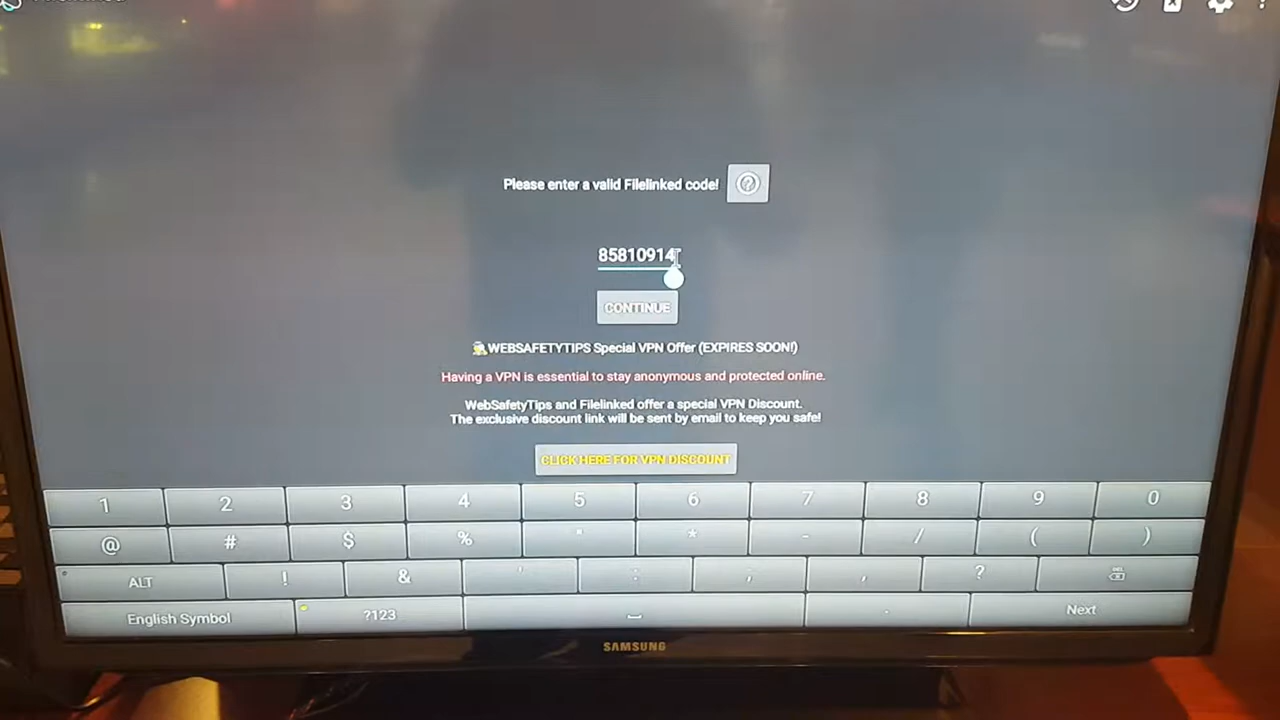 Please enter a valid Filelinked code!
85810914
CONTINUE
WEBSAFETYTIPS Special VPN Offer (EXPIRES SOON!)
Having a VPN is essential to stay anonymous and protected online.
WebSafetyTips and Filelinked offer a special VPN Discount.
The exclusive discount link will be sent by email to keep you safe!
CLICK HERE FOR VPN DISCOUNT
1 2 3 4 5 6 7 8 9 0
@ # $ % " * - / ( )
ALT ! & ' : ; , ? DEL
English Symbol ?123 . Next
SAMSUNG